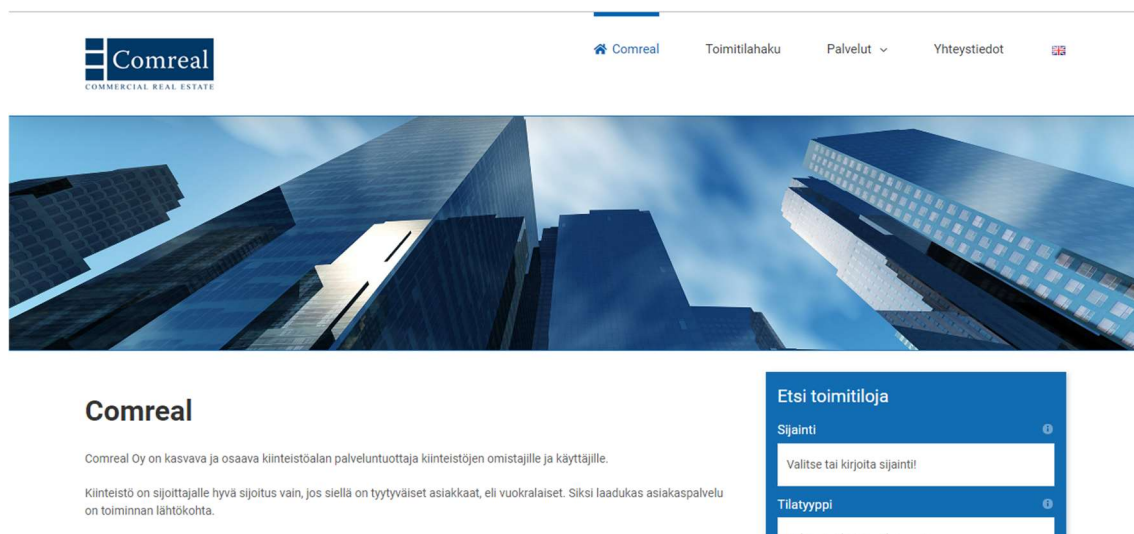 Comreal
COMMERCIAL REAL ESTATE
Comreal
Toimitilahaku
Palvelut
Yhteystiedot
Comreal
Comreal Oy on kasvava ja osaava kiinteistöalan palveluntuottaja kiinteistöjen omistajille ja käyttäjille.
Kiinteistö on sijoittajalle hyvä sijoitus vain, jos siellä on tyytyväiset asiakkaat, eli vuokralaiset. Siksi laadukas asiakaspalvelu
on toiminnan lähtökohta.
Etsi toimitiloja
Sijainti
Valitse tai kirjoita sijainti!
Tilatyyppi